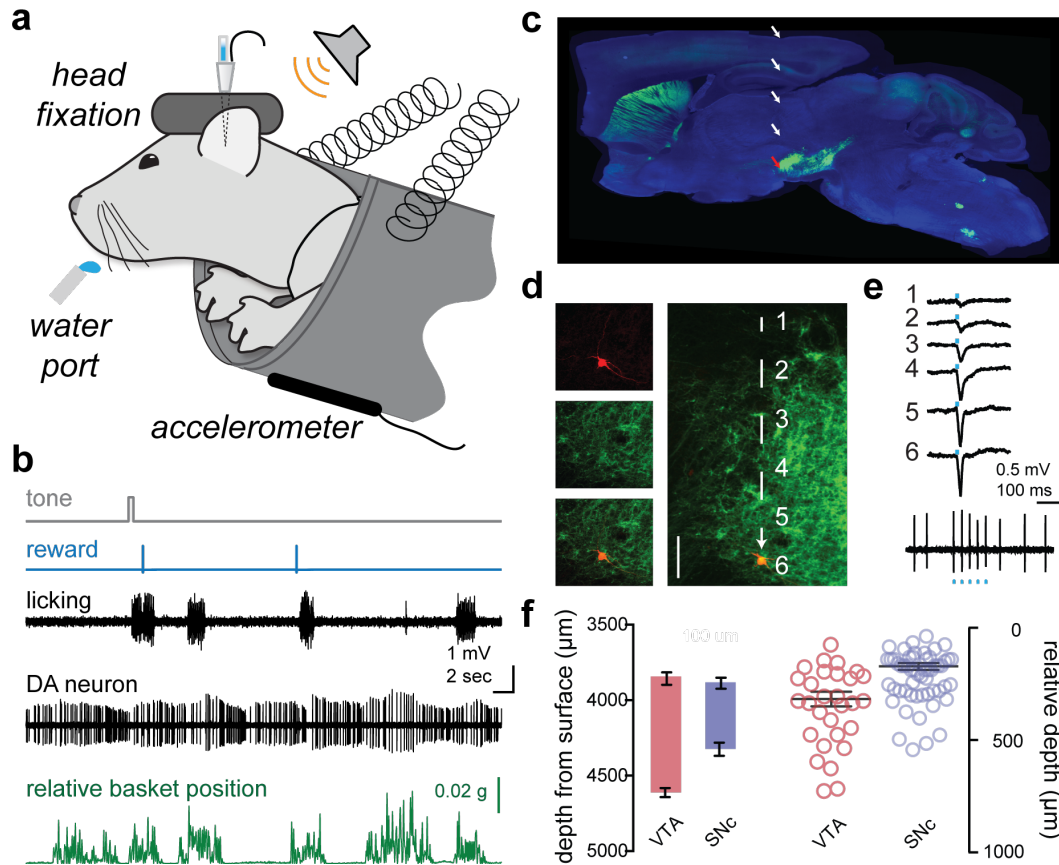 a
head
fixation
water
port
accelerometer
b
tone
reward
licking
1 mV
2 sec
DA neuron
relative basket position
0.02 g
c
d
1
2
3
4
5
6
e
1
2
3
4
5
6
0.5 mV
100 ms
f
depth from surface (µm)
3500
4000
4500
5000
100 um
VTA
SNc
VTA
SNc
0
500
1000
relative depth (µm)